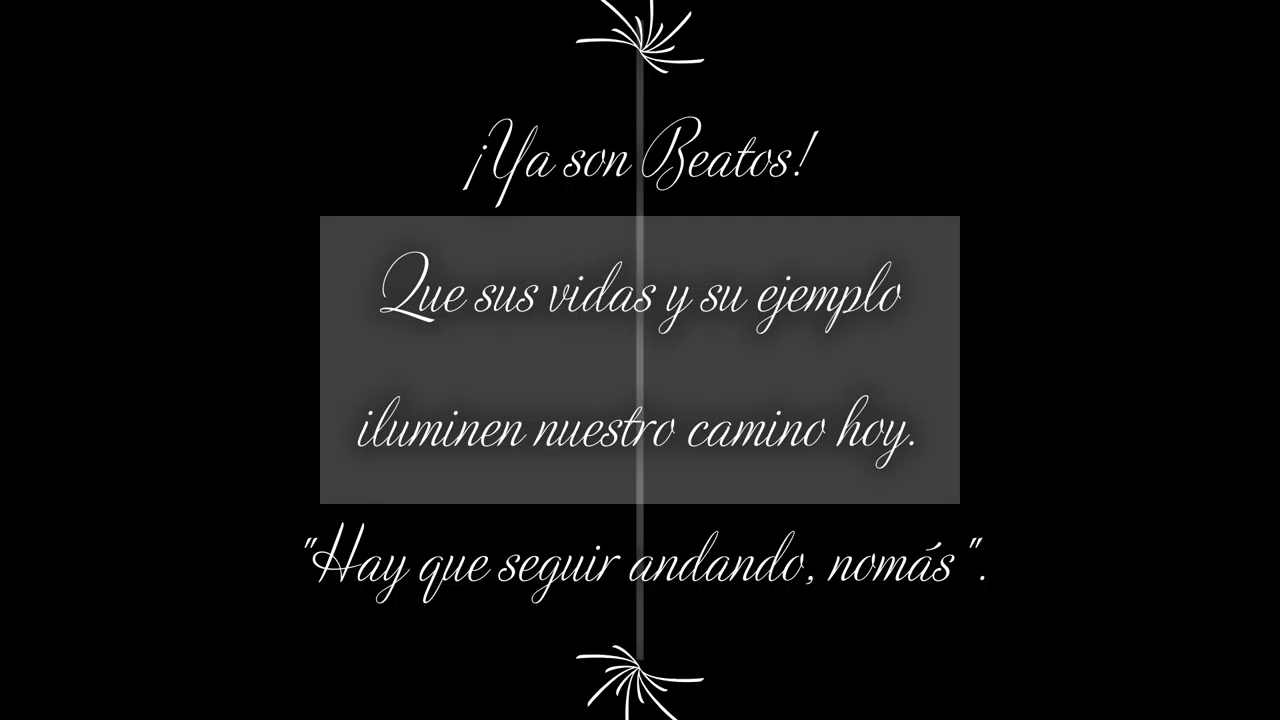 ¡Ya son Beatos!
Que sus vidas y su ejemplo
iluminen nuestro camino hoy.
"Hay que seguir andando, nomás".